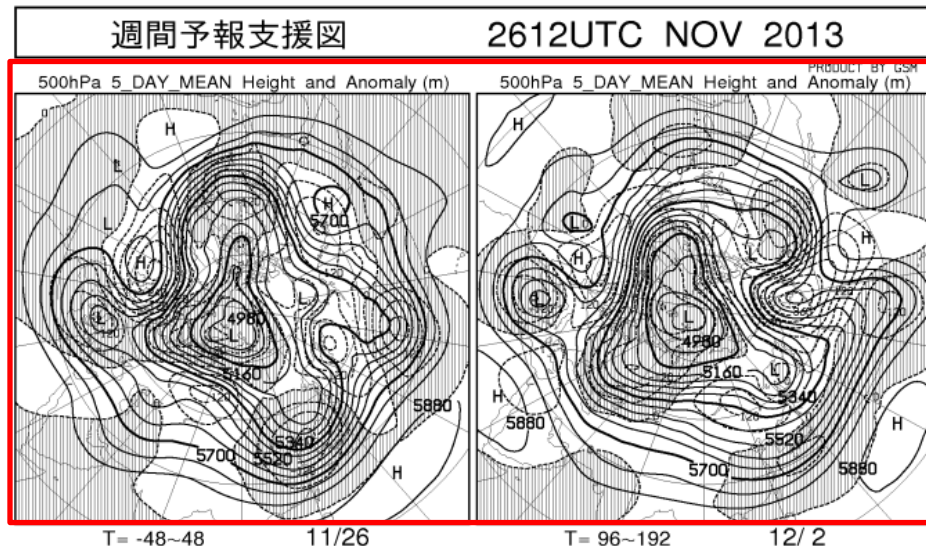 週間予報支援図 2612UTC NOV 2013
PRODUCT BY GSM
500hPa 5_DAY_MEAN Height and Anomaly (m) 500hPa 5_DAY_MEAN Height and Anomaly (m)
H
L
L
H
5700
H
L
L
4980
L
5160
5340
5520
5700
5880
H
H
L
L
H
L
H
L
L
4980
5160
L
5340
H
5880
5520
5700
5880
H
T= -48~48 11/26 T= 96~192 12/ 2